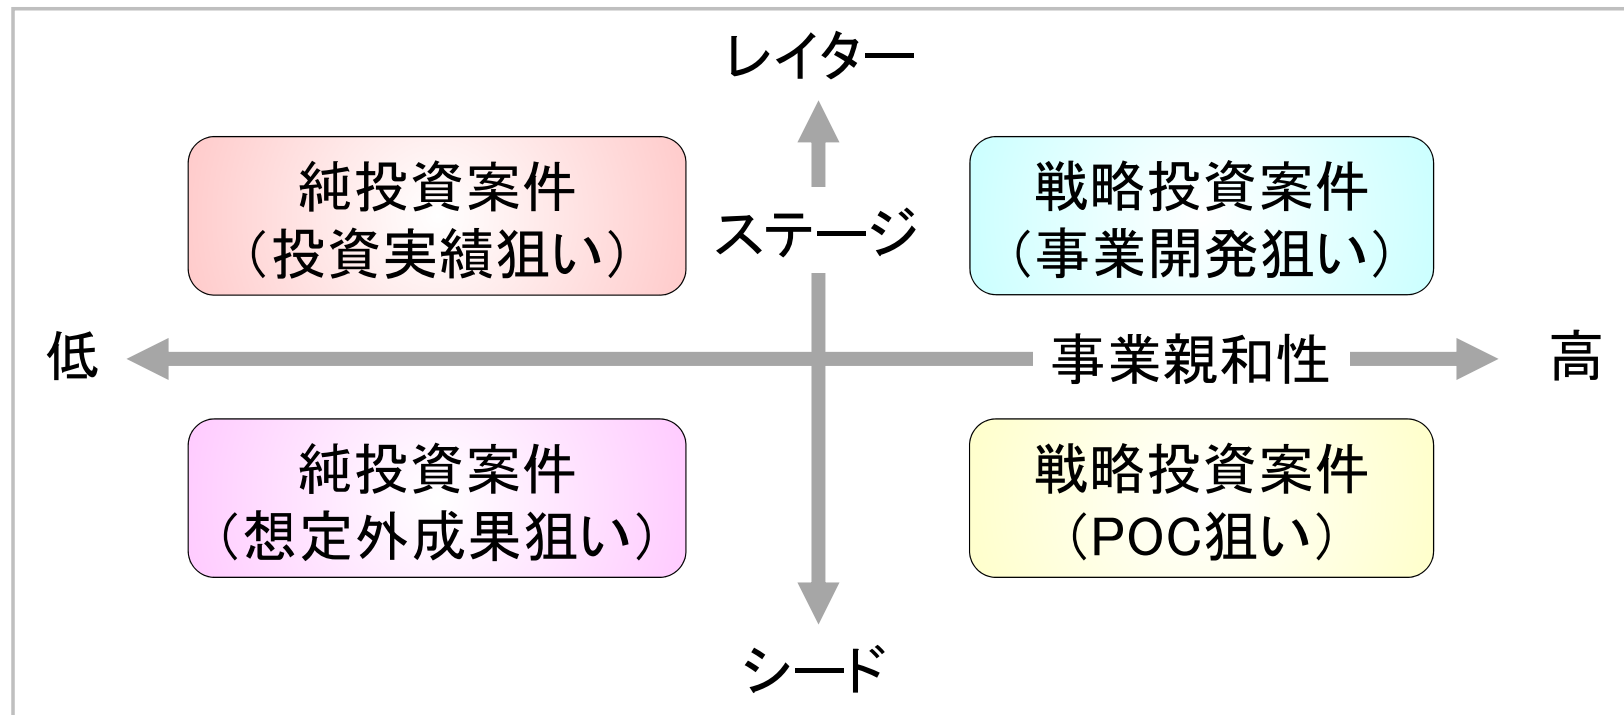 レイター
純投資案件
（投資実績狙い）
戦略投資案件
（事業開発狙い）
ステージ
低
事業親和性
高
純投資案件
（想定外成果狙い）
戦略投資案件
（POC狙い）
シード